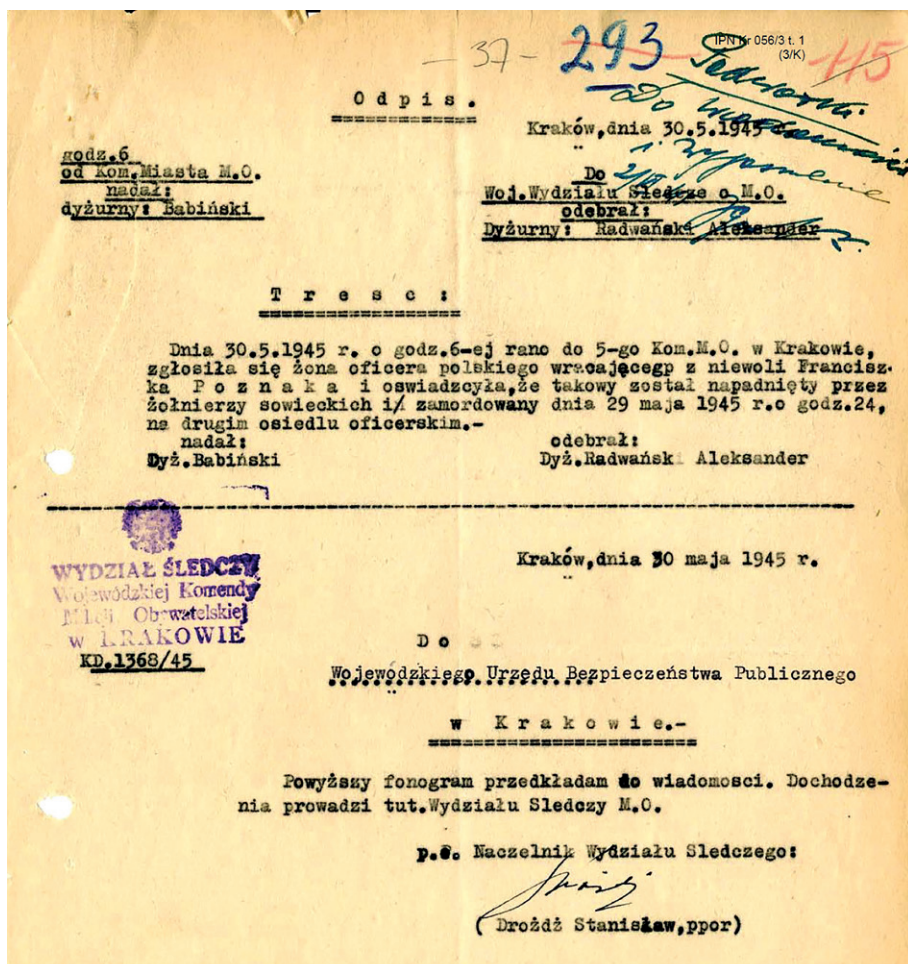 - 37 - 293 IPN Kr 056/3 t. 1
(3/K) 115
Odpis.
Kraków,dnia 30.5.1945
Do
i
godz.6
od Kom.Miasta M.O.
nadał:
dyżurny: Babiński
Do
Woj.Wydziału Śledcze o M.O.
odebrał:
Dyżurny: Radwański Aleksander
Tresc:
Dnia 30.5.1945 r. o godz.6-ej rano do 5-go Kom.M.O. w Krakowie,
zgłosiła się żona oficera polskiego wracającegp z niewoli Francisz-
ka Poznaka i oswiadzcyła,że takowy został napadnięty przez
żołnierzy sowieckich i/ zamordowany dnia 29 maja 1945 r.o godz.24,
na drugim osiedlu oficerskim.-
nadał:
Dyż.Babiński
odebrał:
Dyż.Radwański Aleksander
Kraków,dnia 30 maja 1945 r.
WYDZIAŁ ŚLEDCZY
Wojewódzkiej Komendy
Milicji Obywatelskiej
w KRAKOWIE
KD.1368/45
Do
Wojewódzkiego Urzędu Bezpieczeństwa Publicznego
w Krakowie.-
Powyższy fonogram przedkładam do wiadomosci. Dochodze-
nia prowadzi tut.Wydziału Sledczy M.O.
p.o. Naczelnik Wydziału Sledczego:
(Drożdż Stanisław,ppor)